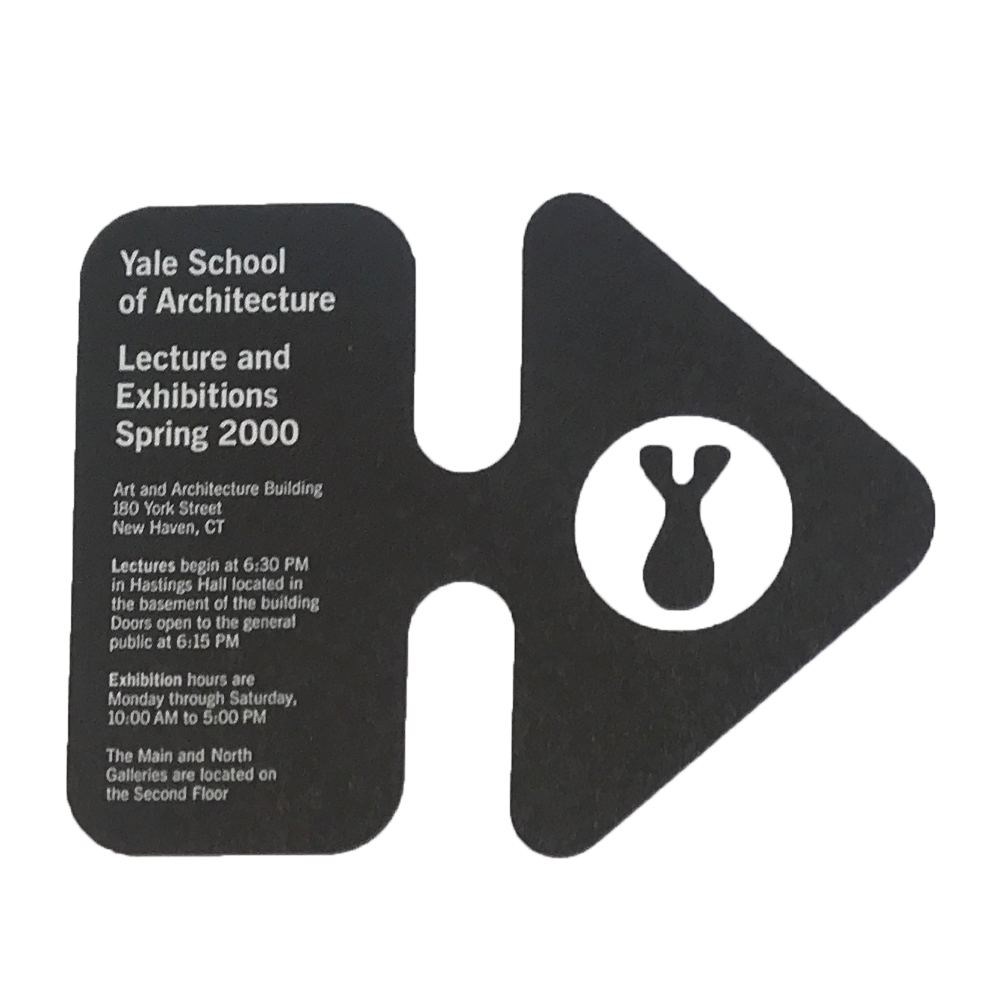 Yale School
of Architecture
Lecture and
Exhibitions
Spring 2000
Art and Architecture Building
180 York Street
New Haven, CT
Lectures begin at 6:30 PM
in Hastings Hall located in
the basement of the building
Doors open to the general
public at 6:15 PM
Exhibition hours are
Monday through Saturday,
10:00 AM to 5:00 PM
The Main and North
Galleries are located on
the Second Floor
Y